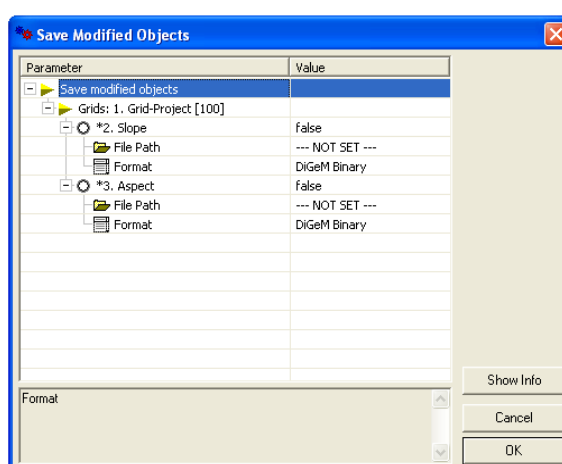 Save Modified Objects
Parameter Value
Save modified objects
Grids: 1. Grid-Project [100]
*2. Slope false
File Path --- NOT SET ---
Format DiGeM Binary
*3. Aspect false
File Path --- NOT SET ---
Format DiGeM Binary
Show Info
Format
Cancel
OK